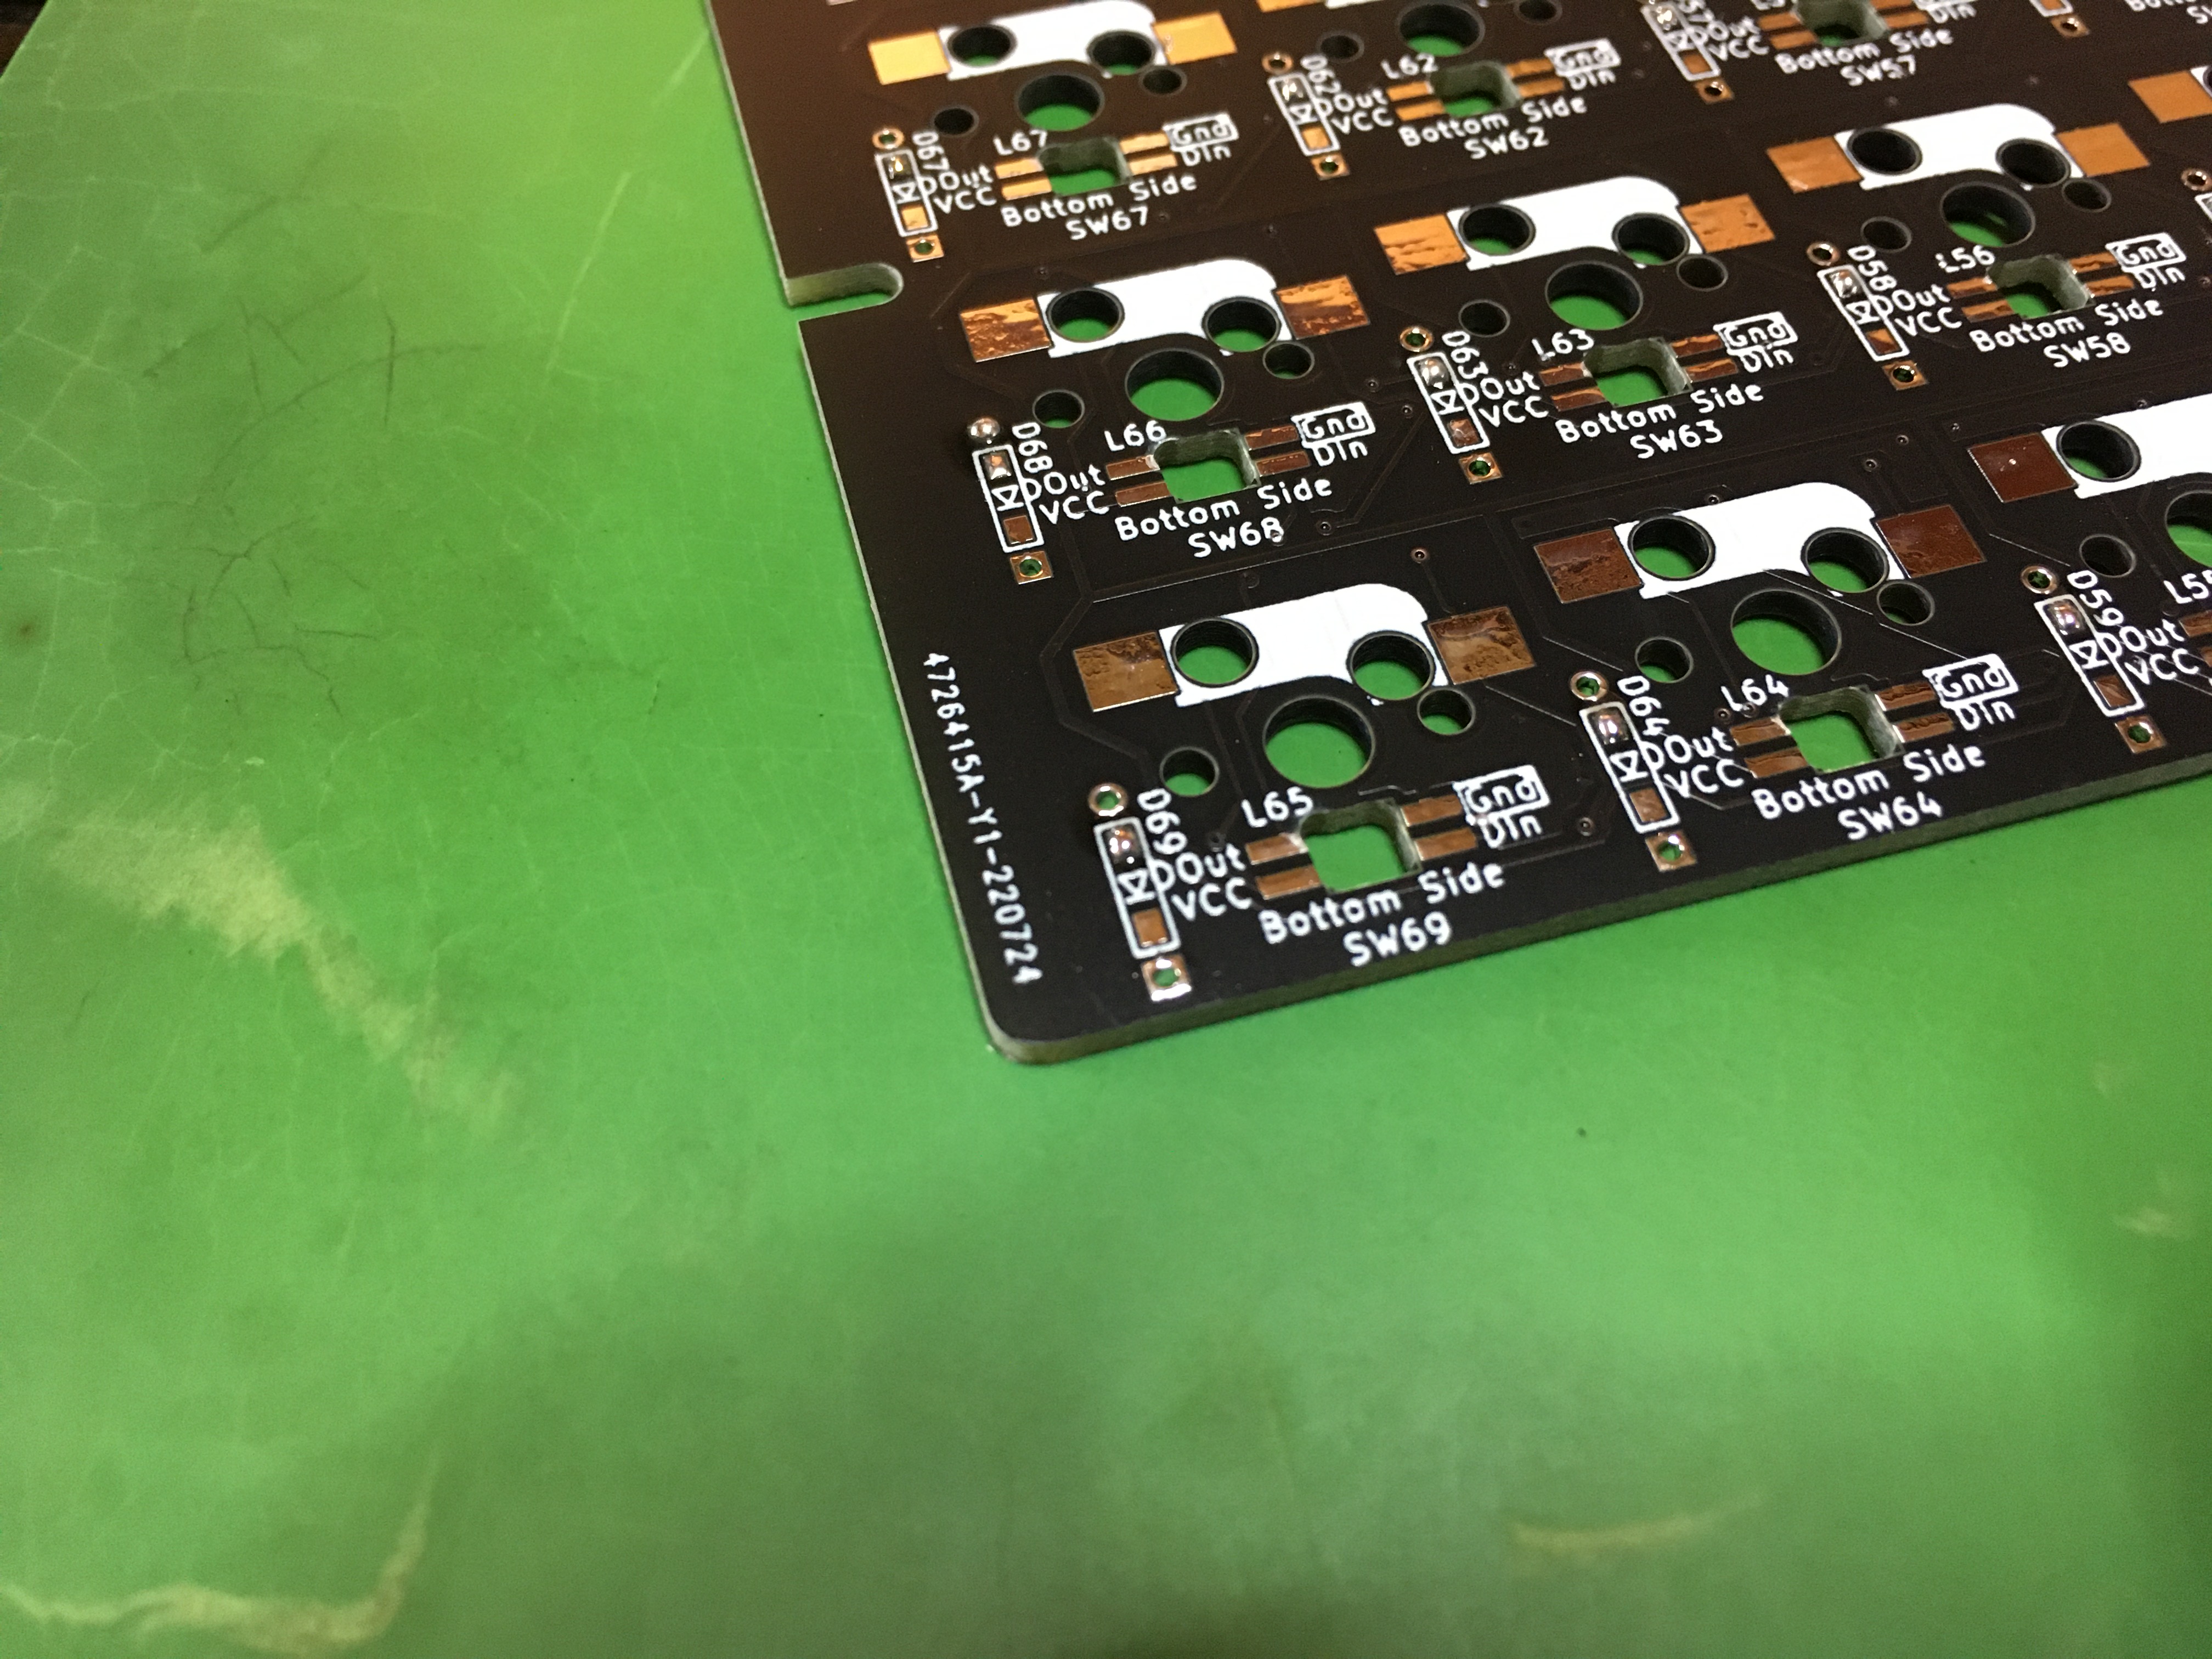 D67
L67
Gnd
DIn
DOut
VCC
Bottom Side
SW67
D62
L62
Gnd
DIn
DOut
VCC
Bottom Side
SW62
DOut
VCC
DIn
Bottom Side
SW57
D68
L66
Gnd
DIn
DOut
VCC
Bottom Side
SW68
D63
L63
Gnd
DIn
DOut
VCC
Bottom Side
SW63
D58
L56
Gnd
DIn
DOut
VCC
Bottom Side
SW58
D69
L65
Gnd
DIn
DOut
VCC
Bottom Side
SW69
D64
L64
Gnd
DIn
DOut
VCC
Bottom Side
SW64
D59
DOut
VCC
4726415A-Y1-220724